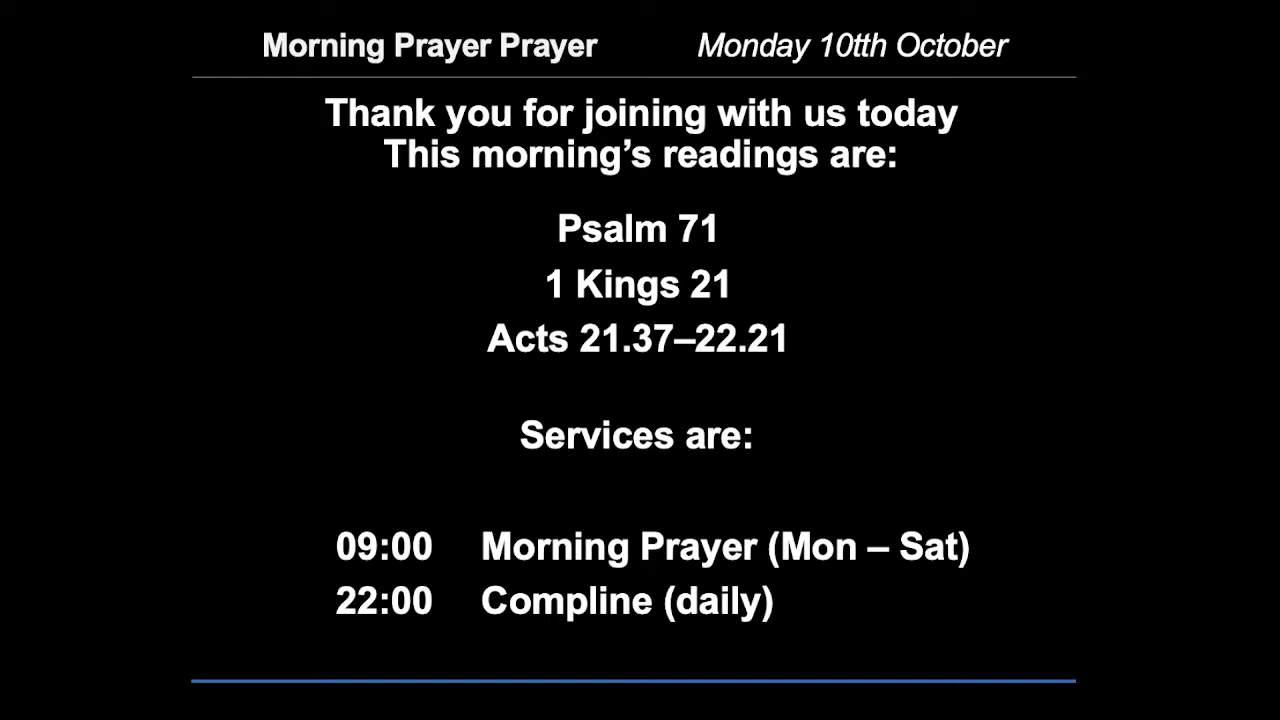 Morning Prayer Prayer Monday 10tth October
Thank you for joining with us today
This morning’s readings are:
Psalm 71
1 Kings 21
Acts 21.37–22.21
Services are:
09:00 Morning Prayer (Mon – Sat)
22:00 Compline (daily)